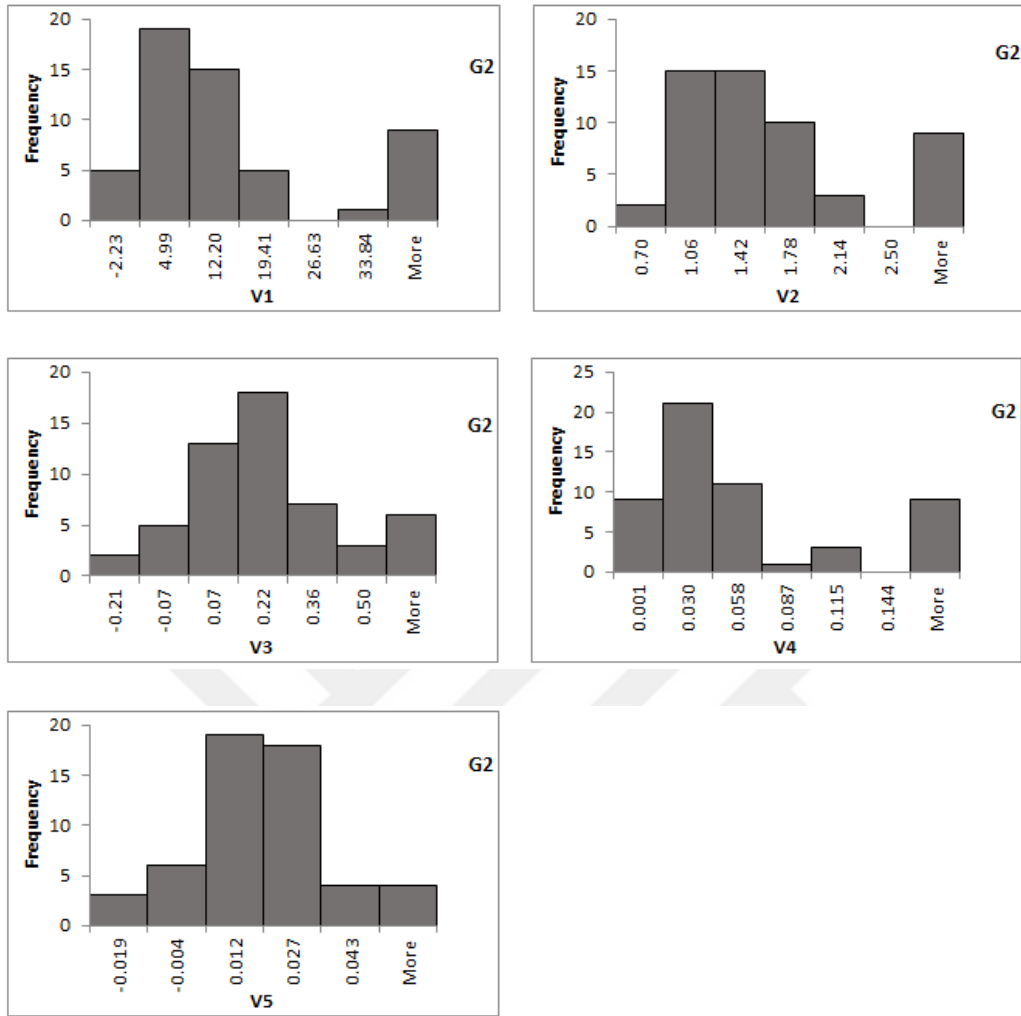 20
15
10
5
0
Frequency
G2
-2.23
4.99
12.20
19.41
26.63
33.84
More
V1
20
15
10
5
0
Frequency
G2
0.70
1.06
1.42
1.78
2.14
2.50
More
V2
20
15
10
5
0
Frequency
G2
-0.21
-0.07
0.07
0.22
0.36
0.50
More
V3
25
20
15
10
5
0
Frequency
G2
0.001
0.030
0.058
0.087
0.115
0.144
More
V4
20
15
10
5
0
Frequency
G2
-0.019
-0.004
0.012
0.027
0.043
More
V5